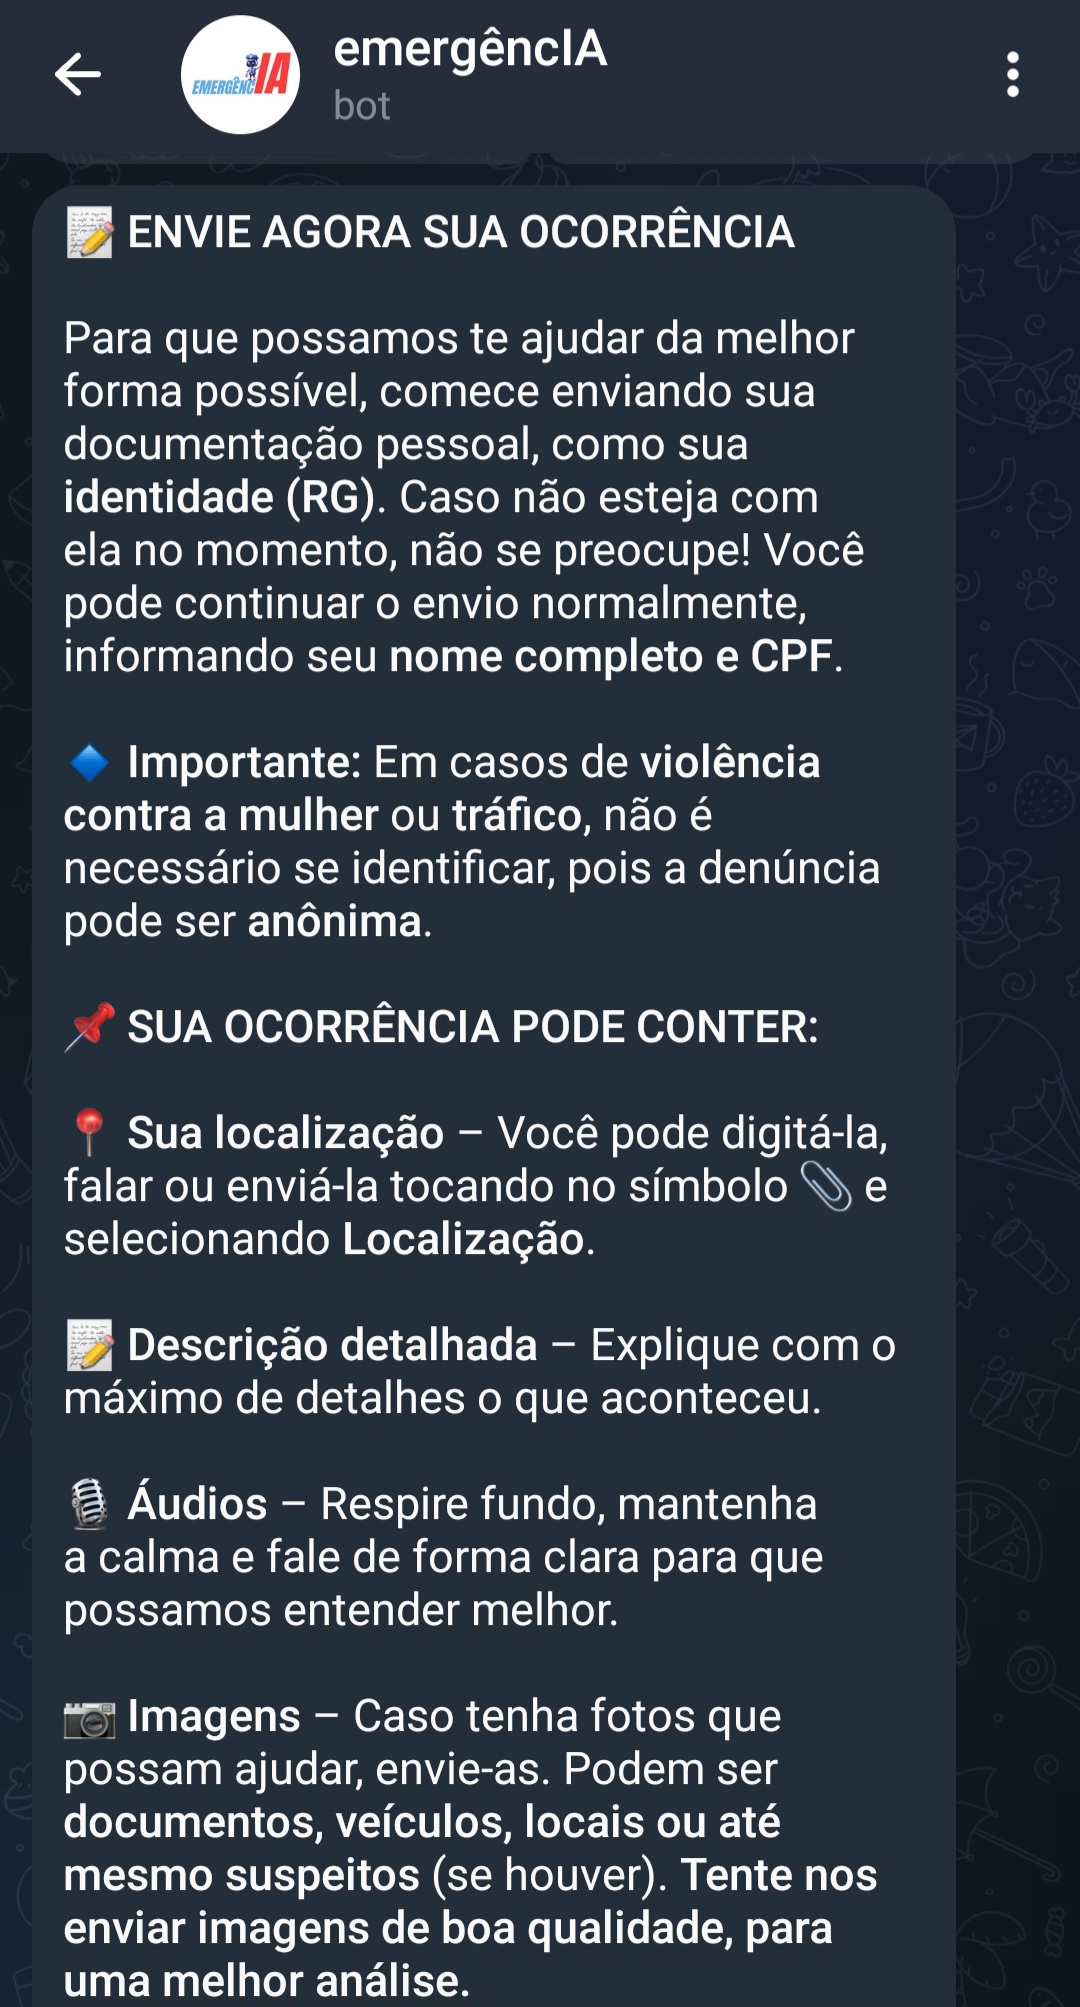 emergêncIA
EMERGÊNCIA
bot
📝 ENVIE AGORA SUA OCORRÊNCIA
Para que possamos te ajudar da melhor
forma possível, comece enviando sua
documentação pessoal, como sua
identidade (RG). Caso não esteja com
ela no momento, não se preocupe! Você
pode continuar o envio normalmente,
informando seu nome completo e CPF.
🔹 Importante: Em casos de violência
contra a mulher ou tráfico, não é
necessário se identificar, pois a denúncia
pode ser anônima.
📌 SUA OCORRÊNCIA PODE CONTER:
📍 Sua localização – Você pode digitá-la,
falar ou enviá-la tocando no símbolo 📎 e
selecionando Localização.
📝 Descrição detalhada – Explique com o
máximo de detalhes o que aconteceu.
🎙 Áudios – Respire fundo, mantenha
a calma e fale de forma clara para que
possamos entender melhor.
📷 Imagens – Caso tenha fotos que
possam ajudar, envie-as. Podem ser
documentos, veículos, locais ou até
mesmo suspeitos (se houver). Tente nos
enviar imagens de boa qualidade, para
uma melhor análise.